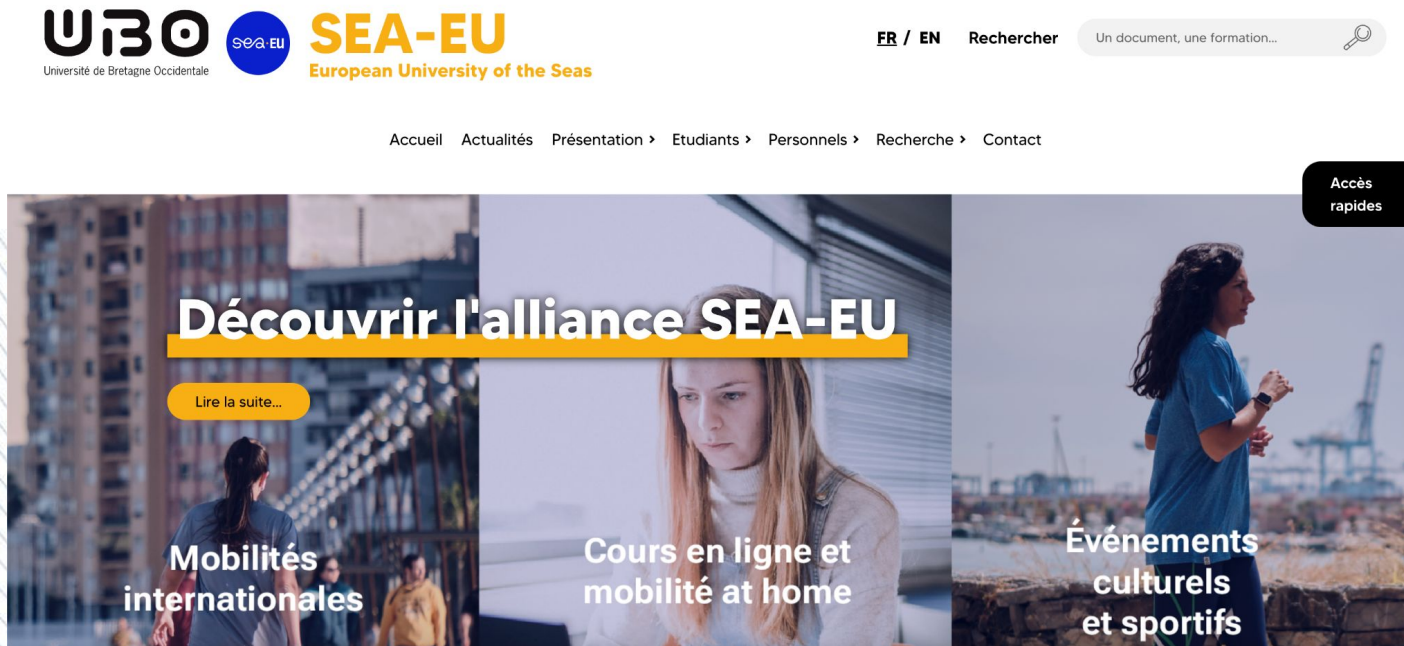 UBO
Université de Bretagne Occidentale
sea-EU
SEA-EU
European University of the Seas
FR / EN
Rechercher
Un document, une formation...
Accueil
Actualités
Présentation
Etudiants
Personnels
Recherche
Contact
Accès
rapides
Découvrir l'alliance SEA-EU
Lire la suite...
Mobilités
internationales
Cours en ligne et
mobilité at home
Événements
culturels
et sportifs